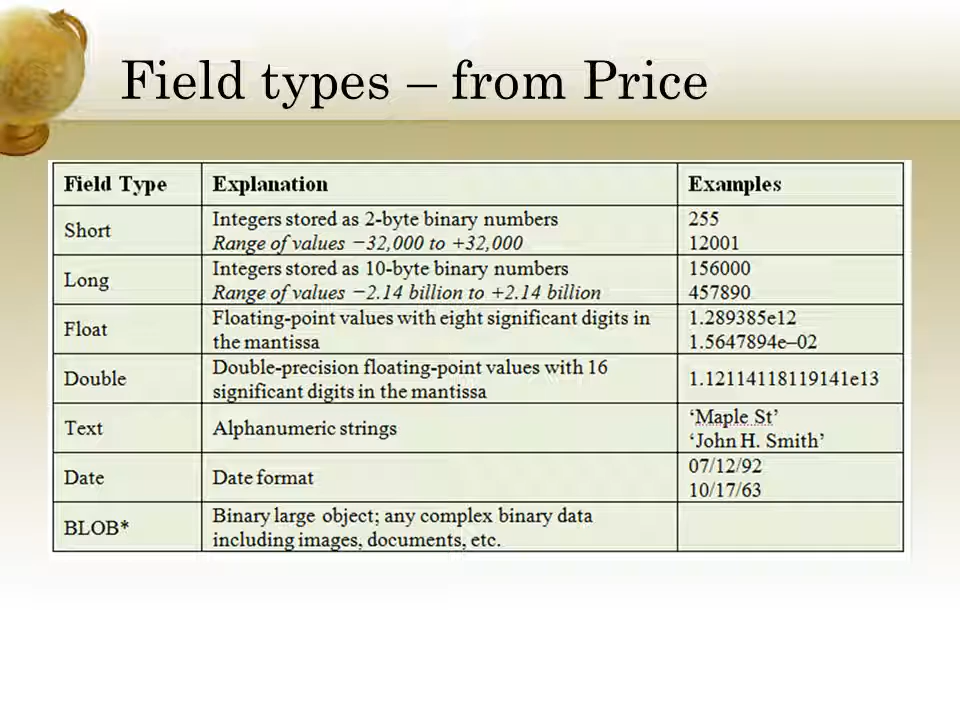 Field types – from Price
Field Type Explanation Examples
Short Integers stored as 2-byte binary numbers 255
Range of values −32,000 to +32,000 12001
Long Integers stored as 10-byte binary numbers 156000
Range of values −2.14 billion to +2.14 billion 457890
Float Floating-point values with eight significant digits in 1.289385e12
the mantissa 1.5647894e–02
Double Double-precision floating-point values with 16 1.12114118119141e13
significant digits in the mantissa
Text Alphanumeric strings ‘Maple St’
‘John H. Smith’
Date Date format 07/12/92
10/17/63
BLOB* Binary large object; any complex binary data
including images, documents, etc.